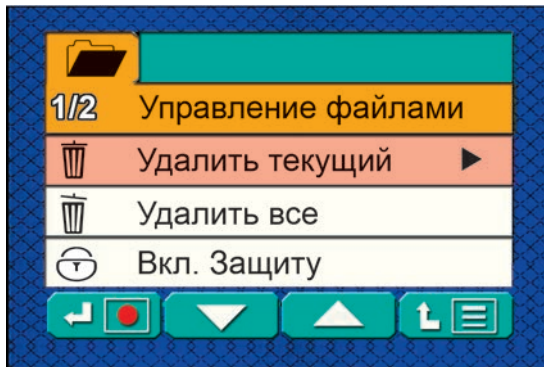 1/2 Управление файлами
Удалить текущий
Удалить все
Вкл. Защиту